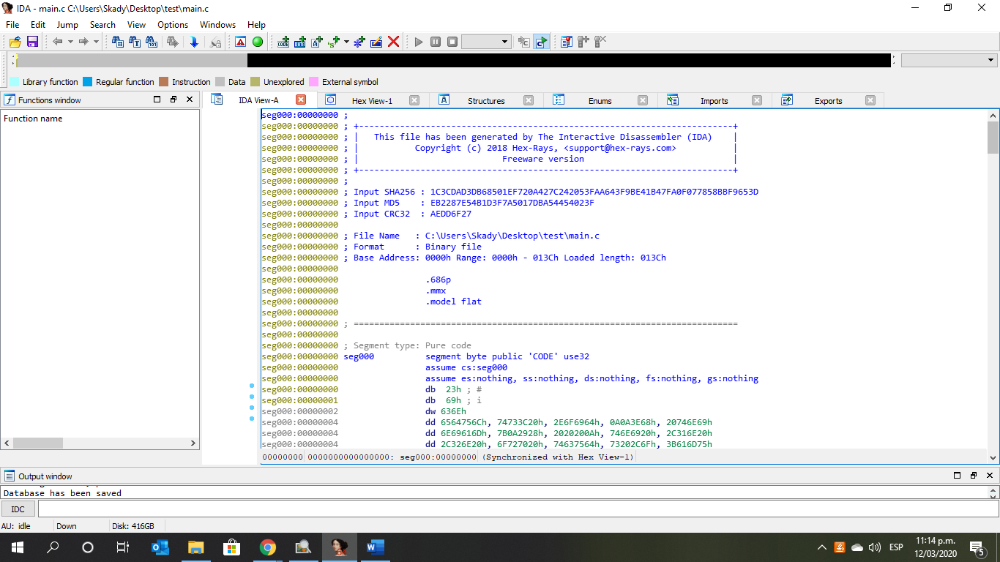 IDA - main.c C:\Users\Skady\Desktop\test\main.c
File Edit Jump Search View Options Windows Help
Library function Regular function Instruction Data Unexplored External symbol
Functions window
IDA View-A Hex View-1 Structures Enums Imports Exports
Function name
seg000:00000000 ;
seg000:00000000 ; +-------------------------------------------------------------------------+
seg000:00000000 ; | This file has been generated by The Interactive Disassembler (IDA) |
seg000:00000000 ; | Copyright (c) 2018 Hex-Rays, <support@hex-rays.com> |
seg000:00000000 ; | Freeware version |
seg000:00000000 ; +-------------------------------------------------------------------------+
seg000:00000000 ;
seg000:00000000 ; Input SHA256 : 1C3CDAD3DB68501EF720A427C242053FAA643F9BE41B47FA0F077858BBF9653D
seg000:00000000 ; Input MD5 : EB2287E54B1D3F7A5017DBA54454023F
seg000:00000000 ; Input CRC32 : AEDD6F27
seg000:00000000
seg000:00000000 ; File Name : C:\Users\Skady\Desktop\test\main.c
seg000:00000000 ; Format : Binary file
seg000:00000000 ; Base Address: 0000h Range: 0000h - 013Ch Loaded length: 013Ch
seg000:00000000
seg000:00000000 .686p
seg000:00000000 .mmx
seg000:00000000 .model flat
seg000:00000000
seg000:00000000 ; ===========================================================================
seg000:00000000
seg000:00000000 ; Segment type: Pure code
seg000:00000000 seg000 segment byte public 'CODE' use32
seg000:00000000 assume cs:seg000
seg000:00000000 assume es:nothing, ss:nothing, ds:nothing, fs:nothing, gs:nothing
seg000:00000000 db 23h ; #
seg000:00000001 db 69h ; i
seg000:00000002 dw 636Eh
seg000:00000004 dd 6564756Ch, 74733C20h, 2E6F6964h, 0A0A3E68h, 20746E69h
seg000:00000004 dd 6E69616Dh, 7B0A2928h, 2020200Ah, 746E6920h, 2C316E20h
seg000:00000004 dd 2C326E20h, 6F727020h, 74637564h, 73202C6Fh, 3B616D75h
00000000 0000000000000000: seg000:00000000 (Synchronized with Hex View-1)
Output window
Database has been saved
IDC
AU: idle Down Disk: 416GB
ESP
11:14 p.m.
12/03/2020
5